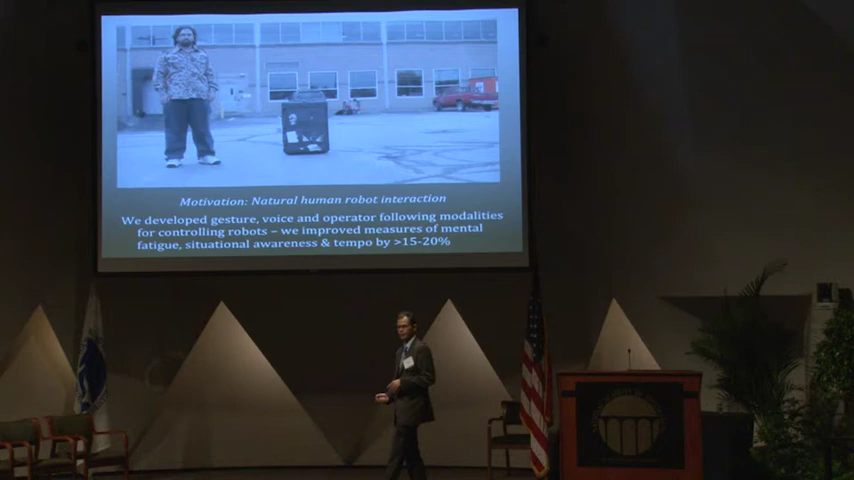 Motivation: Natural human robot interaction
We developed gesture, voice and operator following modalities
for controlling robots – we improved measures of mental
fatigue, situational awareness & tempo by >15-20%